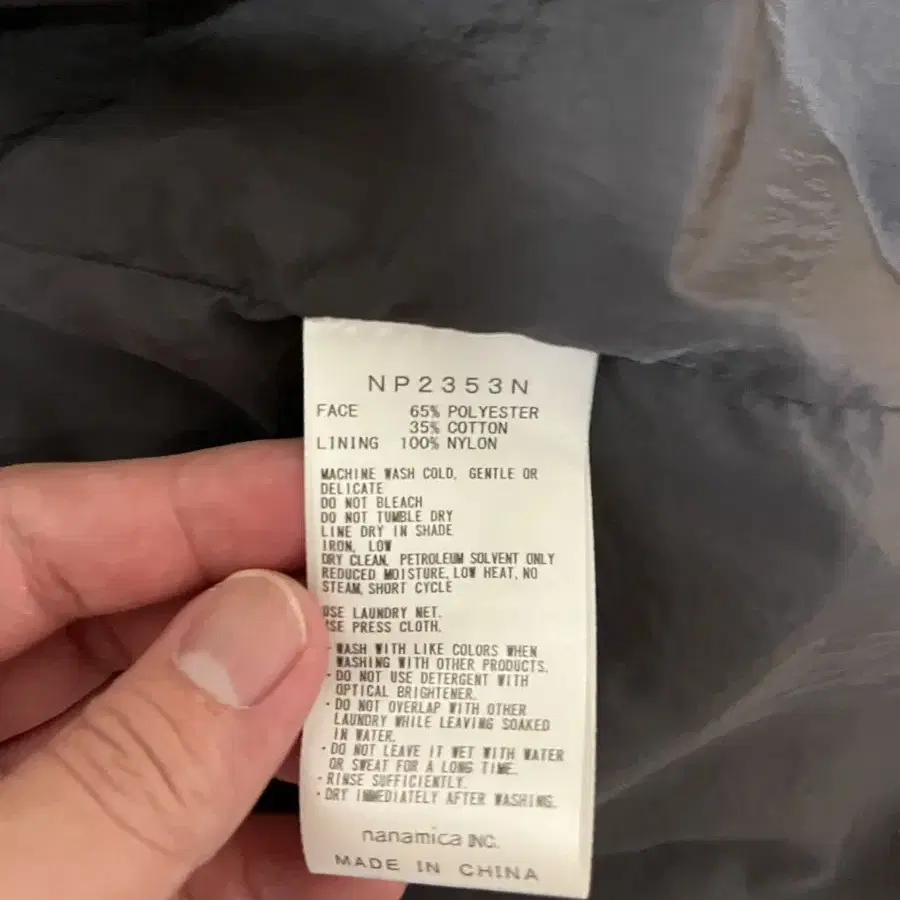 NP2353N
FACE 65% POLYESTER
35% COTTON
LINING 100% NYLON
MACHINE WASH COLD, GENTLE OR
DELICATE
DO NOT BLEACH
DO NOT TUMBLE DRY
LINE DRY IN SHADE
IRON, LOW
DRY CLEAN, PETROLEUM SOLVENT ONLY
REDUCED MOISTURE, LOW HEAT, NO
STEAM, SHORT CYCLE
USE LAUNDRY NET.
USE PRESS CLOTH.
・WASH WITH LIKE COLORS WHEN
WASHING WITH OTHER PRODUCTS.
・DO NOT USE DETERGENT WITH
OPTICAL BRIGHTENER.
・DO NOT OVERLAP WITH OTHER
LAUNDRY WHILE LEAVING SOAKED
IN WATER.
・DO NOT LEAVE IT WET WITH WATER
OR SWEAT FOR A LONG TIME.
・RINSE SUFFICIENTLY.
・DRY IMMEDIATELY AFTER WASHING.
nanamica INC.
MADE IN CHINA